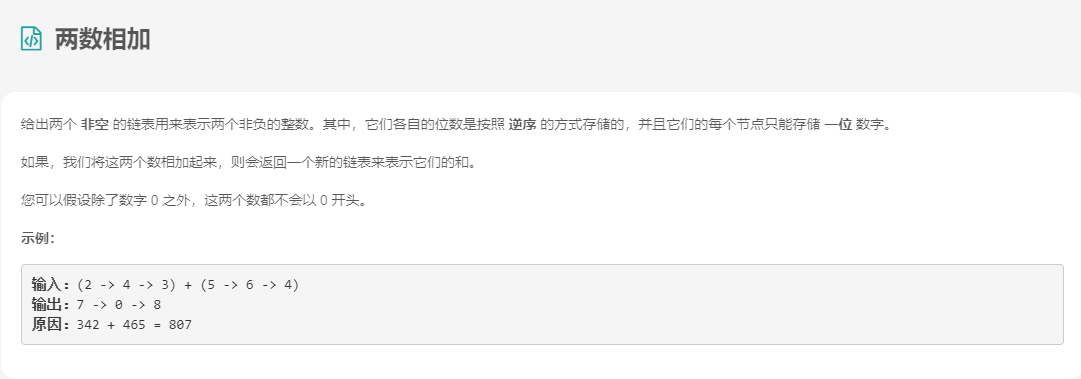 两数相加
给出两个 非空 的链表用来表示两个非负的整数。其中，它们各自的位数是按照 逆序 的方式存储的，并且它们的每个节点只能存储 一位 数字。
如果，我们将这两个数相加起来，则会返回一个新的链表来表示它们的和。
您可以假设除了数字 0 之外，这两个数都不会以 0 开头。
示例：
输入：(2 -> 4 -> 3) + (5 -> 6 -> 4)
输出：7 -> 0 -> 8
原因：342 + 465 = 807